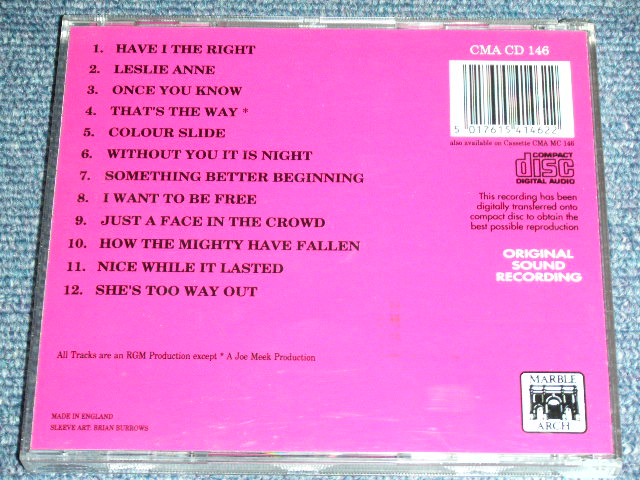 1. HAVE I THE RIGHT
2. LESLIE ANNE
3. ONCE YOU KNOW
4. THAT'S THE WAY *
5. COLOUR SLIDE
6. WITHOUT YOU IT IS NIGHT
7. SOMETHING BETTER BEGINNING
8. I WANT TO BE FREE
9. JUST A FACE IN THE CROWD
10. HOW THE MIGHTY HAVE FALLEN
11. NICE WHILE IT LASTED
12. SHE'S TOO WAY OUT
All Tracks are an RGM Production except * A Joe Meek Production
MADE IN ENGLAND
SLEEVE ART: BRIAN BURROWS
CMA CD 146
5 017615 414622
also available on Cassette CMA MC 146
COMPACT
disc
DIGITAL AUDIO
This recording has been
digitally transferred onto
compact disc to obtain the
best possible reproduction
ORIGINAL
SOUND
RECORDING
MARBLE
ARCH